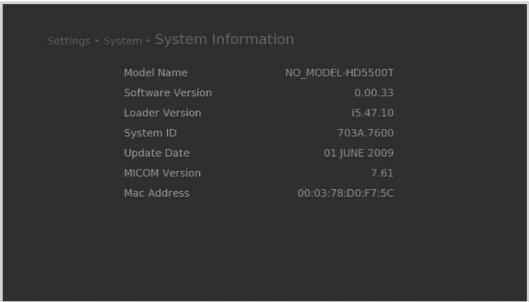 Settings • System • System Information
Model Name NO_MODEL-HD5500T
Software Version 0.00.33
Loader Version i5.47.10
System ID 703A.7600
Update Date 01 JUNE 2009
MICOM Version 7.61
Mac Address 00:03:78:D0:F7:5C